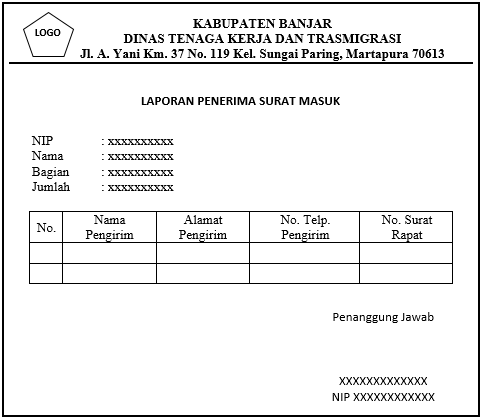 LOGO
KABUPATEN BANJAR
DINAS TENAGA KERJA DAN TRASMIGRASI
Jl. A. Yani Km. 37 No. 119 Kel. Sungai Paring, Martapura 70613
LAPORAN PENERIMA SURAT MASUK
NIP : xxxxxxxxxx
Nama : xxxxxxxxxx
Bagian : xxxxxxxxxx
Jumlah : xxxxxxxxxx
No. Nama Pengirim Alamat Pengirim No. Telp. Pengirim No. Surat Rapat
Penanggung Jawab
XXXXXXXXXXXXX
NIP XXXXXXXXXXXX